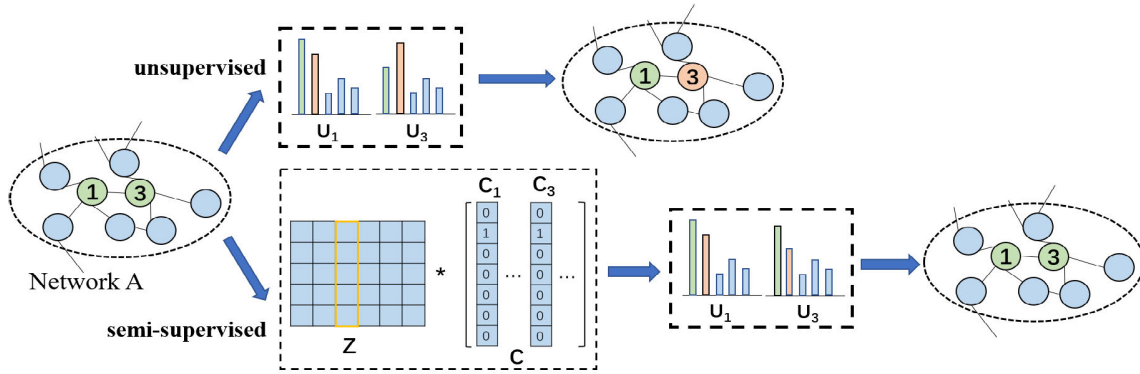 unsupervised
U1 U3
1 3
1 3
Network A
semi-supervised
C1 C3
0 0
1 1
0 0
0 ... 0 ...
0 0
0 0
0 0
*
Z
C
U1 U3
1 3